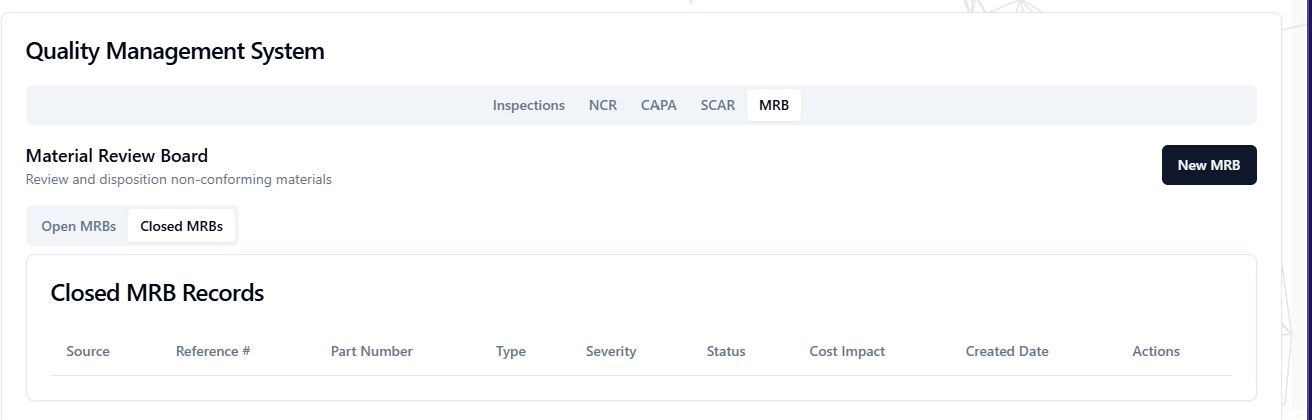 Quality Management System
Inspections NCR CAPA SCAR MRB
Material Review Board
New MRB
Review and disposition non-conforming materials
Open MRBs Closed MRBs
Closed MRB Records
Source Reference # Part Number Type Severity Status Cost Impact Created Date Actions